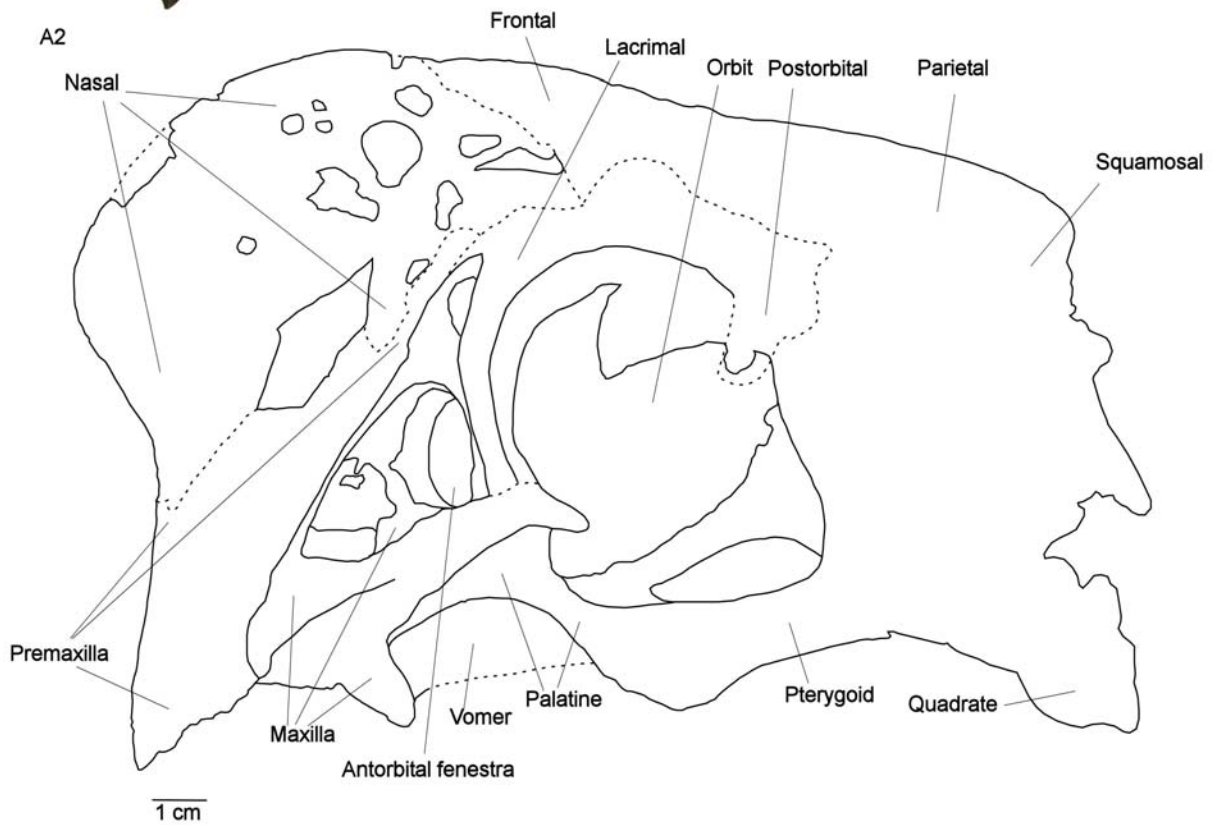 A2
Frontal
Lacrimal
Orbit
Postorbital
Parietal
Nasal
Squamosal
Premaxilla
Maxilla
Vomer
Palatine
Pterygoid
Quadrate
Antorbital fenestra
1 cm